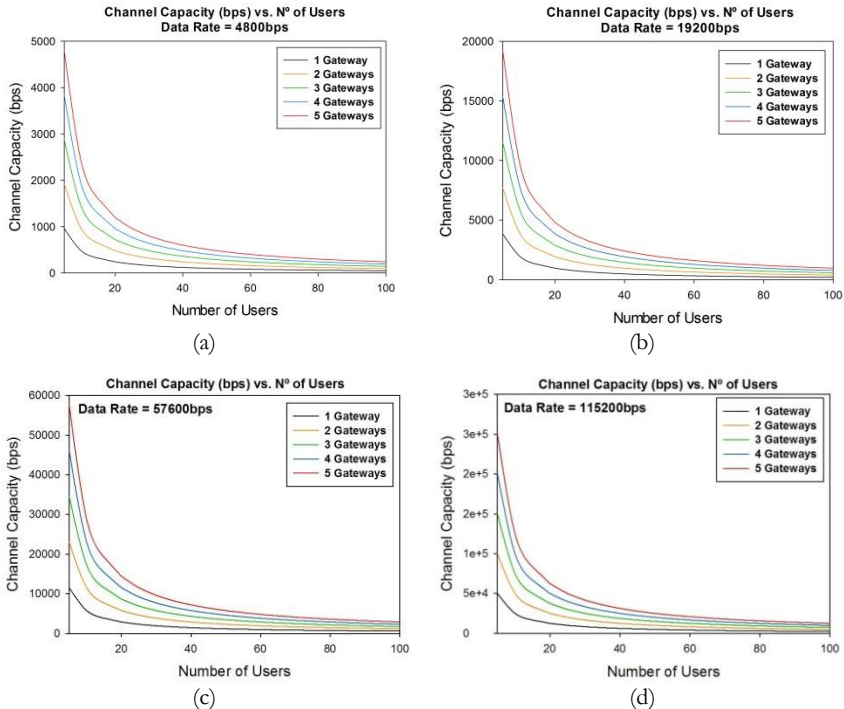 Channel Capacity (bps) vs. Nº of Users
Data Rate = 4800bps
5000
4000
3000
2000
1000
0
Channel Capacity (bps)
1 Gateway
2 Gateways
3 Gateways
4 Gateways
5 Gateways
20 40 60 80 100
Number of Users
(a)
Channel Capacity (bps) vs. Nº of Users
Data Rate = 19200bps
20000
15000
10000
5000
0
Channel Capacity (bps)
1 Gateway
2 Gateways
3 Gateways
4 Gateways
5 Gateways
20 40 60 80 100
Number of Users
(b)
Channel Capacity (bps) vs. Nº of Users
Data Rate = 57600bps
60000
50000
40000
30000
20000
10000
0
Channel Capacity (bps)
1 Gateway
2 Gateways
3 Gateways
4 Gateways
5 Gateways
20 40 60 80 100
Number of Users
(c)
Channel Capacity (bps) vs. Nº of Users
Data Rate = 115200bps
3e+5
3e+5
2e+5
2e+5
1e+5
5e+4
0
Channel Capacity (bps)
1 Gateway
2 Gateways
3 Gateways
4 Gateways
5 Gateways
20 40 60 80 100
Number of Users
(d)